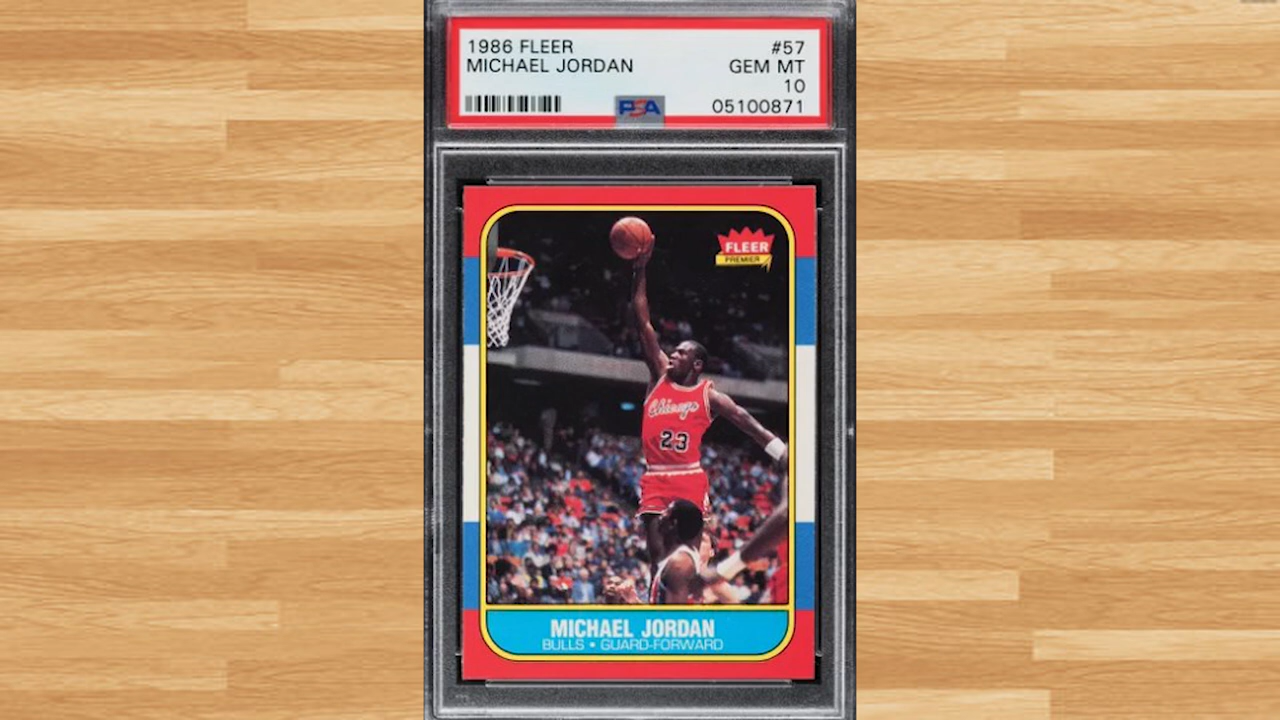 1986 FLEER #57
MICHAEL JORDAN GEM MT
10
PSA 05100871
FLEER
PREMIER
Chicago
23
MICHAEL JORDAN
BULLS • GUARD-FORWARD